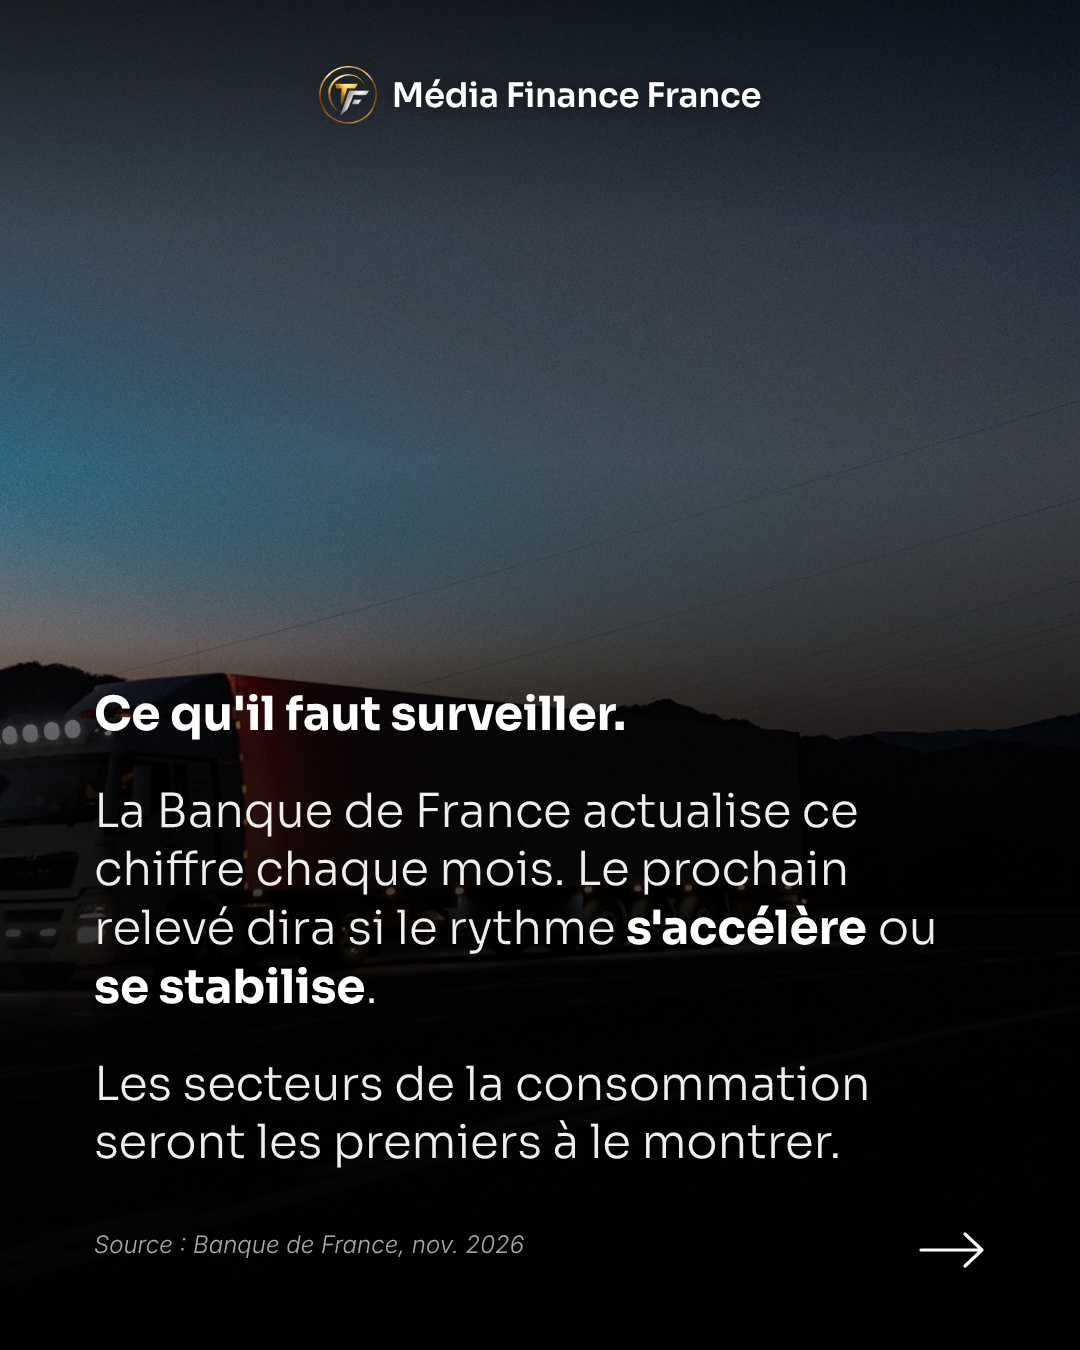 TF
Média Finance France
Ce qu'il faut surveiller.
La Banque de France actualise ce
chiffre chaque mois. Le prochain
relevé dira si le rythme s'accélère ou
se stabilise.
Les secteurs de la consommation
seront les premiers à le montrer.
Source : Banque de France, nov. 2026